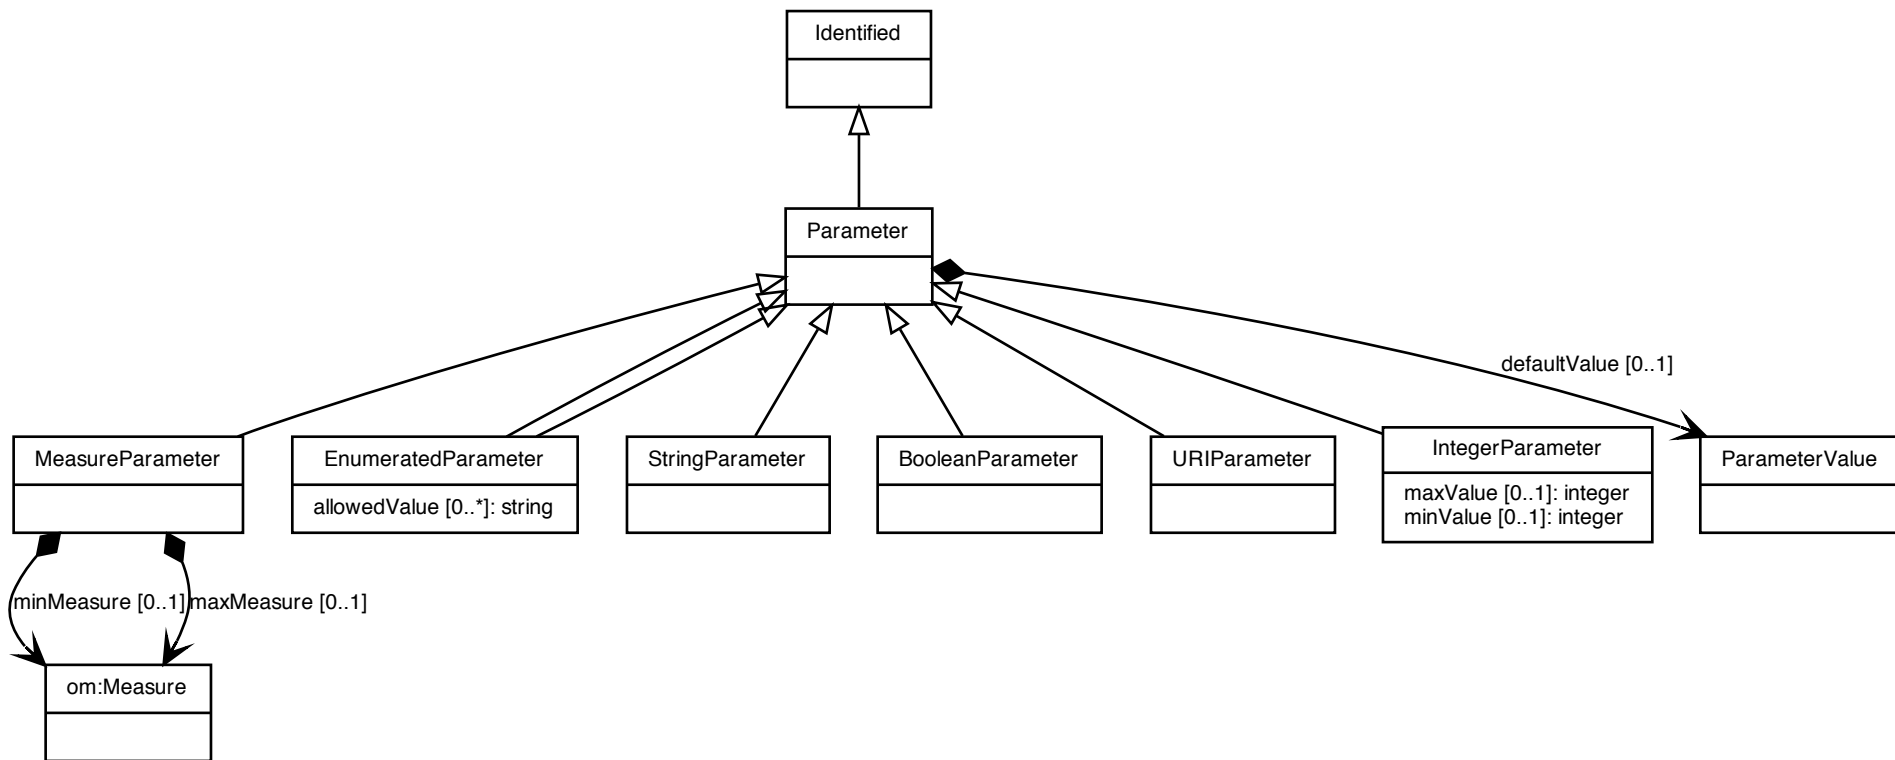 Identified
Parameter
defaultValue [0..1]
MeasureParameter
EnumeratedParameter
allowedValue [0..*]: string
StringParameter
BooleanParameter
URIParameter
IntegerParameter
maxValue [0..1]: integer
minValue [0..1]: integer
ParameterValue
minMeasure [0..1]
maxMeasure [0..1]
om:Measure